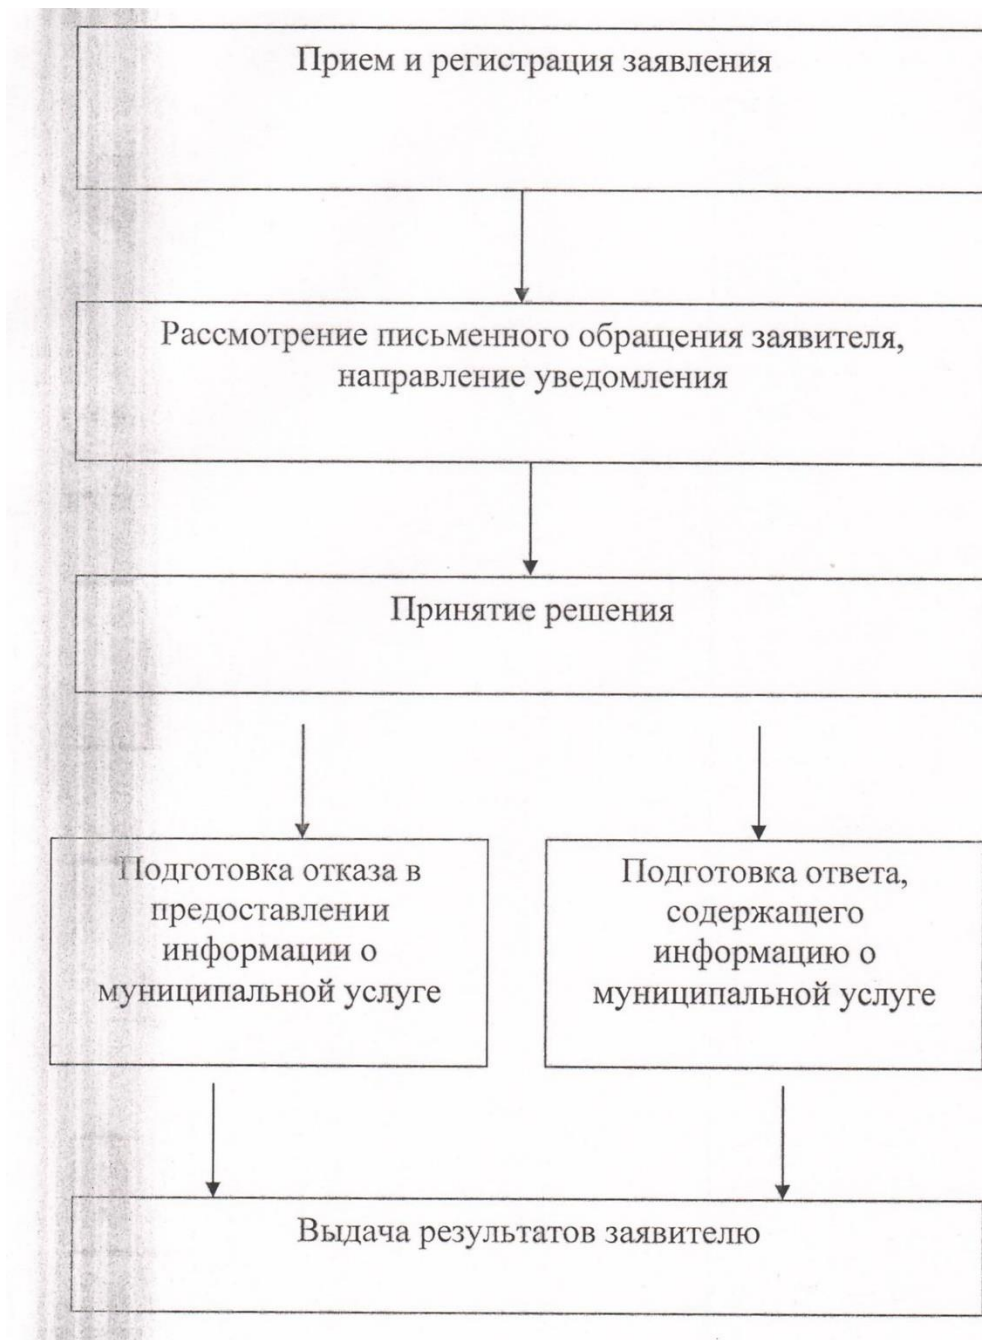 Прием и регистрация заявления
Рассмотрение письменного обращения заявителя,
направление уведомления
Принятие решения
Подготовка отказа в
предоставлении
информации о
муниципальной услуге
Подготовка ответа,
содержащего
информацию о
муниципальной услуге
Выдача результатов заявителю